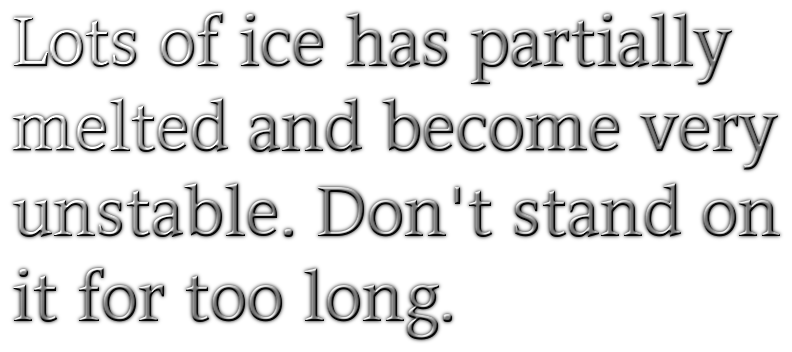 Lots of ice has partially
melted and become very
unstable. Don't stand on
it for too long.